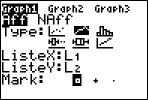 Graph1 Graph2 Graph3
Aff NAff
Type:
ListeX:L1
ListeY:L2
Mark: + ·